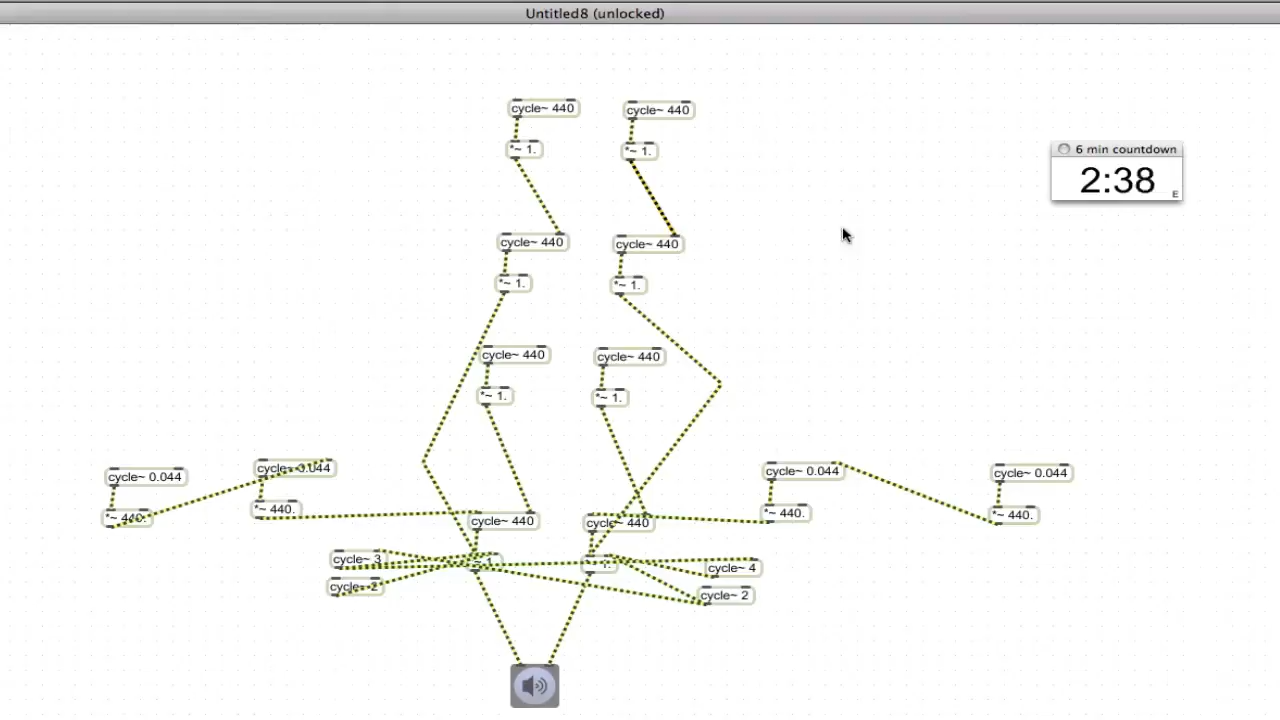 Untitled8 (unlocked)
cycle~ 440
cycle~ 440
*~ 1.
*~ 1.
6 min countdown
2:38
E
cycle~ 440
cycle~ 440
*~ 1.
*~ 1.
cycle~ 440
cycle~ 440
*~ 1.
*~ 1.
cycle~ 0.044
cycle~ 0.044
cycle~ 0.044
cycle~ 0.044
*~ 440.
*~ 440.
*~ 440.
*~ 440.
cycle~ 440
cycle~ 440
cycle~ 3
cycle~ 4
cycle~ 2
cycle~ 2